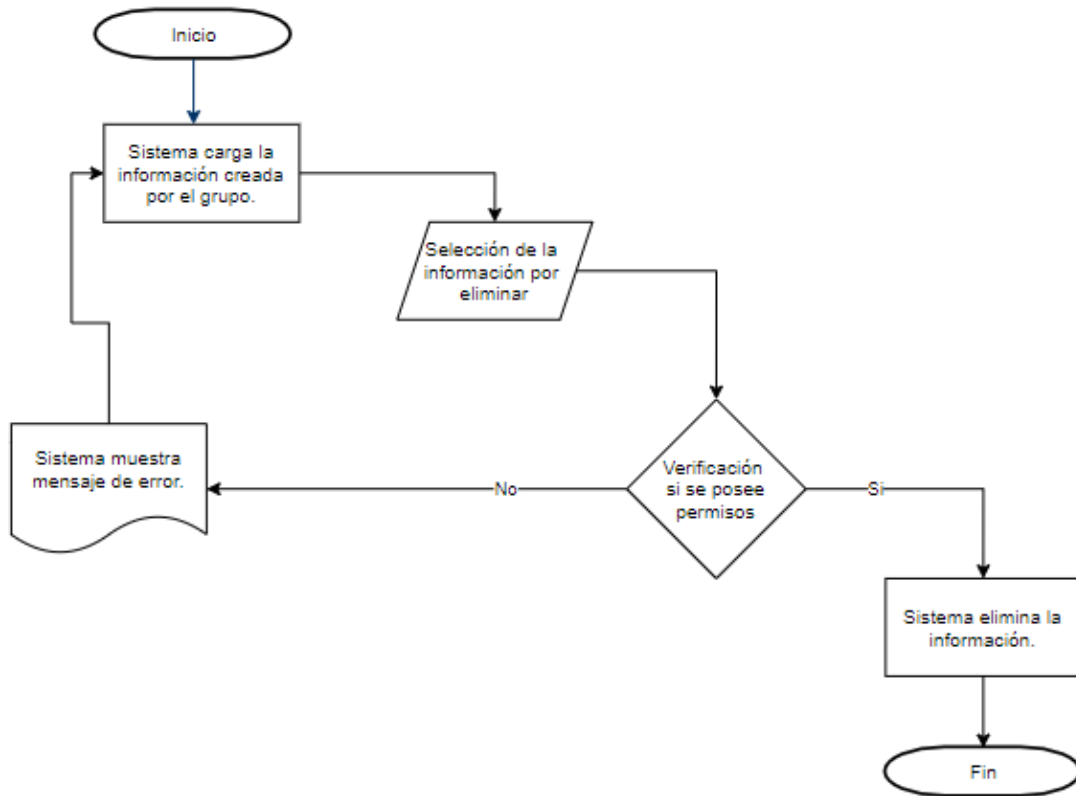 Inicio
Sistema carga la
información creada
por el grupo.
Selección de la
información por
eliminar
Verificación
si se posee
permisos
No
Si
Sistema muestra
mensaje de error.
Sistema elimina la
información.
Fin